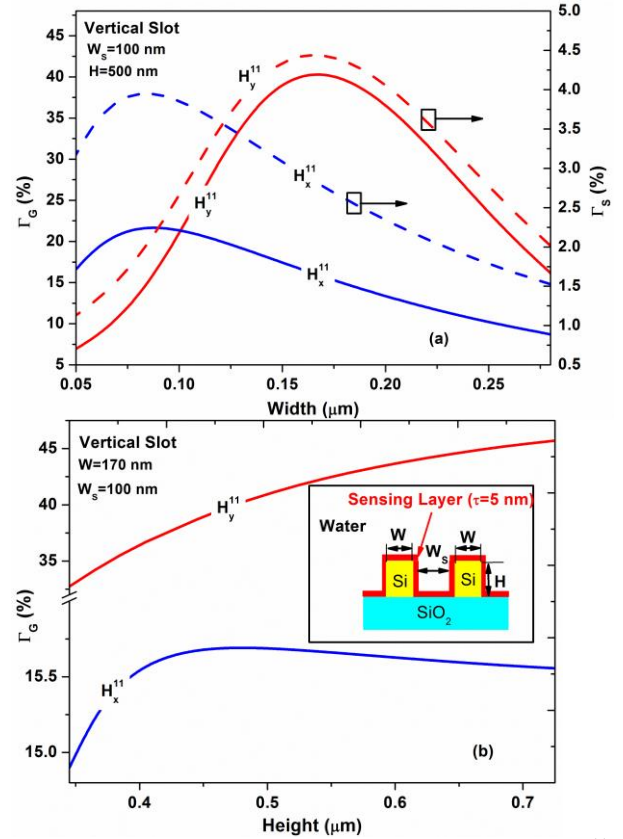 Vertical Slot
W_S=100 nm
H=500 nm
H_y^11
H_x^11
H_y^11
H_x^11
45
40
35
30
25
20
15
10
5
Γ_G (%)
5.0
4.5
4.0
3.5
3.0
2.5
2.0
1.5
1.0
0.5
Γ_S (%)
(a)
0.05 0.10 0.15 0.20 0.25
Width (μm)
Vertical Slot
W=170 nm
W_S=100 nm
H_y^11
H_x^11
45
40
35
15.5
15.0
Γ_G (%)
Sensing Layer (τ=5 nm)
Water
W W_S W
Si Si H
SiO_2
(b)
0.4 0.5 0.6 0.7
Height (μm)